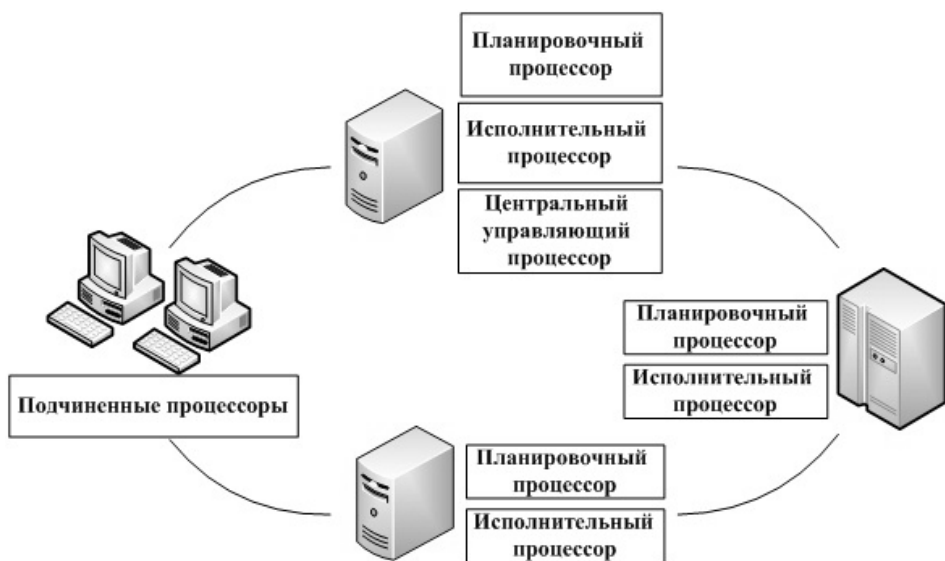 Планировочный
процессор
Исполнительный
процессор
Центральный
управляющий
процессор
Планировочный
процессор
Исполнительный
процессор
Подчиненные процессоры
Планировочный
процессор
Исполнительный
процессор